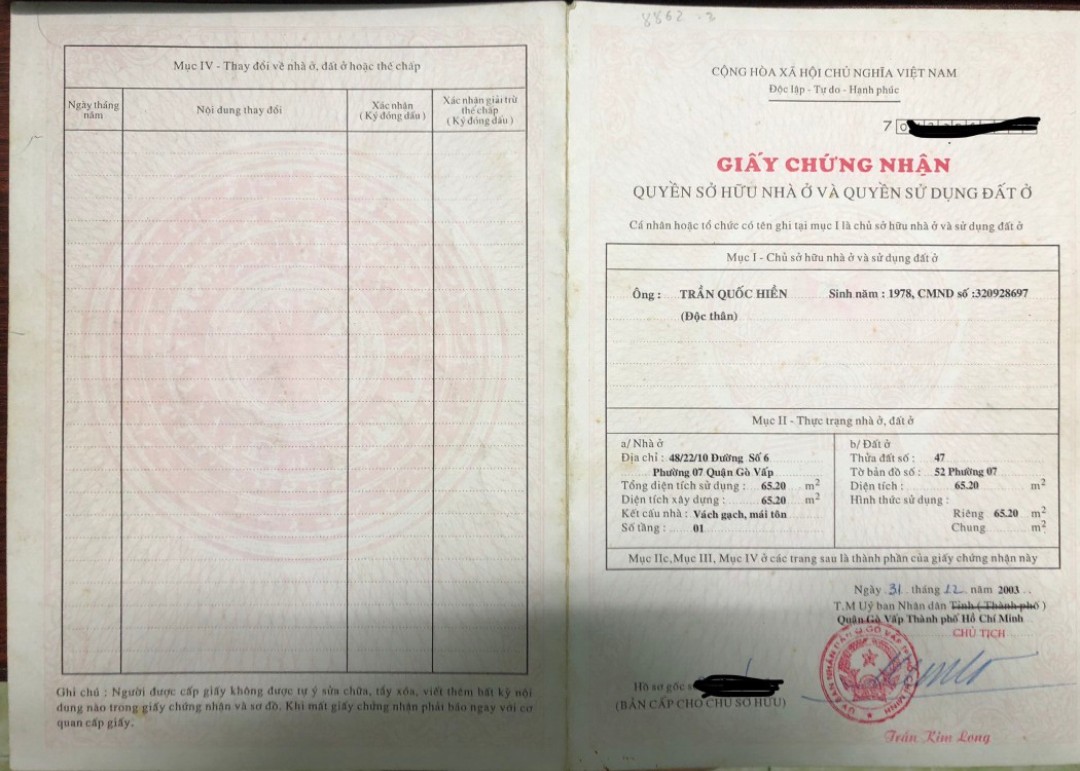 Mục IV - Thay đổi về nhà ở, đất ở hoặc thế chấp
Ngày tháng năm
Nội dung thay đổi
Xác nhận
( Ký đóng dấu )
Xác nhận giải trừ
thế chấp
( Ký đóng dấu )
Ghi chú : Người được cấp giấy không được tự ý sửa chữa, tẩy xóa, viết thêm bất kỳ nội
dung nào trong giấy chứng nhận và sơ đồ. Khi mất giấy chứng nhận phải báo ngay với cơ
quan cấp giấy.
8862
CỘNG HÒA XÃ HỘI CHỦ NGHĨA VIỆT NAM
Độc lập - Tự do - Hạnh phúc
7 0
GIẤY CHỨNG NHẬN
QUYỀN SỞ HỮU NHÀ Ở VÀ QUYỀN SỬ DỤNG ĐẤT Ở
Cá nhân hoặc tổ chức có tên ghi tại mục I là chủ sở hữu nhà ở và sử dụng đất ở
Mục I - Chủ sở hữu nhà ở và sử dụng đất ở
Ông : TRẦN QUỐC HIỀN Sinh năm : 1978, CMND số :320928697
(Độc thân)
Mục II - Thực trạng nhà ở, đất ở
a/ Nhà ở
Địa chỉ : 48/22/10 Đường Số 6
Phường 07 Quận Gò Vấp
Tổng diện tích sử dụng : 65.20 m²
Diện tích xây dựng : 65.20 m²
Kết cấu nhà : Vách gạch, mái tôn
Số tầng : 01
b/ Đất ở
Thửa đất số : 47
Tờ bản đồ số : 52 Phường 07
Diện tích : 65.20 m²
Hình thức sử dụng :
Riêng 65.20 m²
Chung m²
Mục IIc,Mục III, Mục IV ở các trang sau là thành phần của giấy chứng nhận này
Ngày 31 tháng 12 năm 2003
T.M Uỷ ban Nhân dân Tỉnh ( Thành phố )
Quận Gò Vấp Thành phố Hồ Chí Minh
CHỦ TỊCH
Hồ sơ gốc s
(BẢN CẤP CHO CHỦ SỞ HỮU)
Trần Kim Long